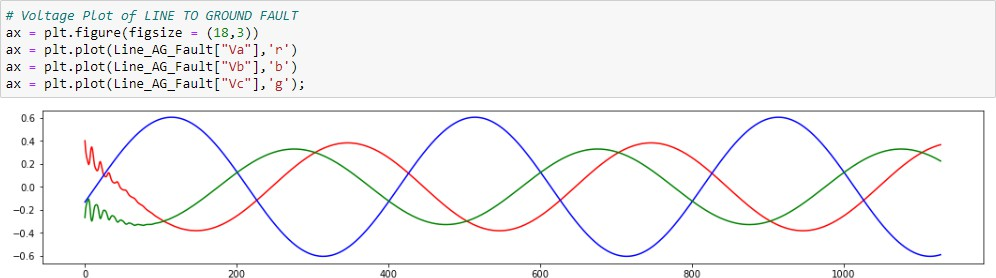 # Voltage Plot of LINE TO GROUND FAULT
ax = plt.figure(figsize = (18,3))
ax = plt.plot(Line_AG_Fault["Va"],'r')
ax = plt.plot(Line_AG_Fault["Vb"],'b')
ax = plt.plot(Line_AG_Fault["Vc"],'g');
0.6
0.4
0.2
0.0
−0.2
−0.4
−0.6
0 200 400 600 800 1000